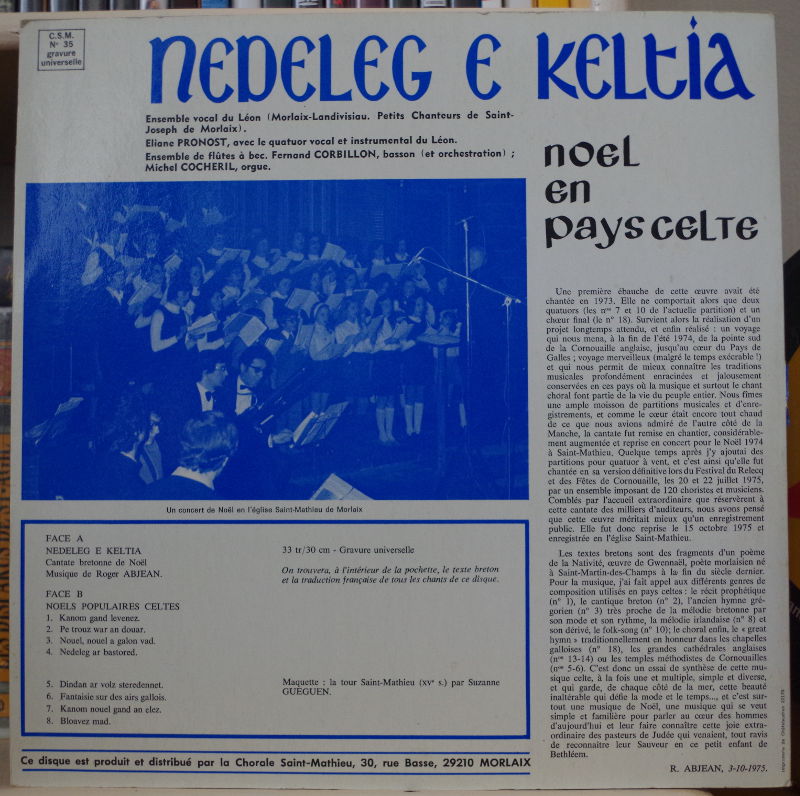 C.S.M.
N° 35
gravure
universelle
NEDELEG E KELTIA
Ensemble vocal du Léon (Morlaix-Landivisiau. Petits Chanteurs de Saint-
Joseph de Morlaix).
Eliane PRONOST, avec le quatuor vocal et instrumental du Léon.
Ensemble de flûtes à bec. Fernand CORBILLON, basson (et orchestration) ;
Michel COCHERIL, orgue.
NOEL
EN
PAYS CELTE
Une première ébauche de cette œuvre avait été
chantée en 1973. Elle ne comportait alors que deux
quatuors (les nos 7 et 10 de l'actuelle partition) et un
chœur final (le n° 18). Survient alors la réalisation d'un
projet longtemps attendu, et enfin réalisé : un voyage
qui nous mena, à la fin de l'été 1974, de la pointe sud
de la Cornouaille anglaise, jusqu'au cœur du Pays de
Galles ; voyage merveilleux (malgré le temps exécrable !)
et qui nous permit de mieux connaître les traditions
musicales profondément enracinées et jalousement
conservées en ces pays où la musique et surtout le chant
choral font partie de la vie du peuple entier. Nous fîmes
une ample moisson de partitions musicales et d'enre-
gistrements, et comme le cœur était encore tout chaud
de ce que nous avions admiré de l'autre côté de la
Manche, la cantate fut remise en chantier, considérable-
ment augmentée et reprise en concert pour le Noël 1974
à Saint-Mathieu. Quelque temps après j'y ajoutai des
partitions pour quatuor à vent, et c'est ainsi qu'elle fut
chantée en sa version définitive lors du Festival du Relecq
et des Fêtes de Cornouaille, les 20 et 22 juillet 1975,
par un ensemble imposant de 120 choristes et musiciens.
Comblés par l'accueil extraordinaire que réservèrent à
cette cantate des milliers d'auditeurs, nous avons pensé
que cette œuvre méritait mieux qu'un enregistrement
public. Elle fut donc reprise le 15 octobre 1975 et
enregistrée en l'église Saint-Mathieu.
Les textes bretons sont des fragments d'un poème
de la Nativité, œuvre de Gwennaël, poète morlaisien né
à Saint-Martin-des-Champs à la fin du siècle dernier.
Pour la musique, j'ai fait appel aux différents genres de
composition utilisés en pays celtes : le récit prophétique
(n° 1), le cantique breton (n° 2), l'ancien hymne gré-
gorien (n° 3) très proche de la mélodie bretonne par
son mode et son rythme, la mélodie irlandaise (n° 8) et
son dérivé, le folk-song (n° 10); le choral enfin, le « great
hymn » traditionnellement en honneur dans les chapelles
galloises (n° 18), les grandes cathédrales anglaises
(nos 13-14) ou les temples méthodistes de Cornouailles
(nos 5-6). C'est donc un essai de synthèse de cette mu-
sique celte, à la fois une et multiple, simple et diverse,
et qui garde, de chaque côté de la mer, cette beauté
inaltérable qui défie la mode et le temps..., et c'est sur-
tout une musique de Noël, une musique qui se veut
simple et familière pour parler au cœur des hommes
d'aujourd'hui et leur faire connaître cette joie extra-
ordinaire des pasteurs de Judée qui venaient, tout ravis
de reconnaître leur Sauveur en ce petit enfant de
Bethléem.
R. ABJEAN, 3-10-1975.
Un concert de Noël en l'église Saint-Mathieu de Morlaix
FACE A
NEDELEG E KELTIA
Cantate bretonne de Noël
Musique de Roger ABJEAN.
FACE B
NOELS POPULAIRES CELTES
1. Kanom gand levenez.
2. Pe trouz war an douar.
3. Nouel, nouel a galon vad.
4. Nedeleg ar bastored.
5. Dindan ar volz steredennet.
6. Fantaisie sur des airs gallois.
7. Kanom nouel gand an elez.
8. Bloavez mad.
33 tr/30 cm - Gravure universelle
On trouvera, à l'intérieur de la pochette, le texte breton
et la traduction française de tous les chants de ce disque.
Maquette : la tour Saint-Mathieu (XVe s.) par Suzanne
GUEGUEN.
Ce disque est produit et distribué par la Chorale Saint-Mathieu, 30, rue Basse, 29210 MORLAIX